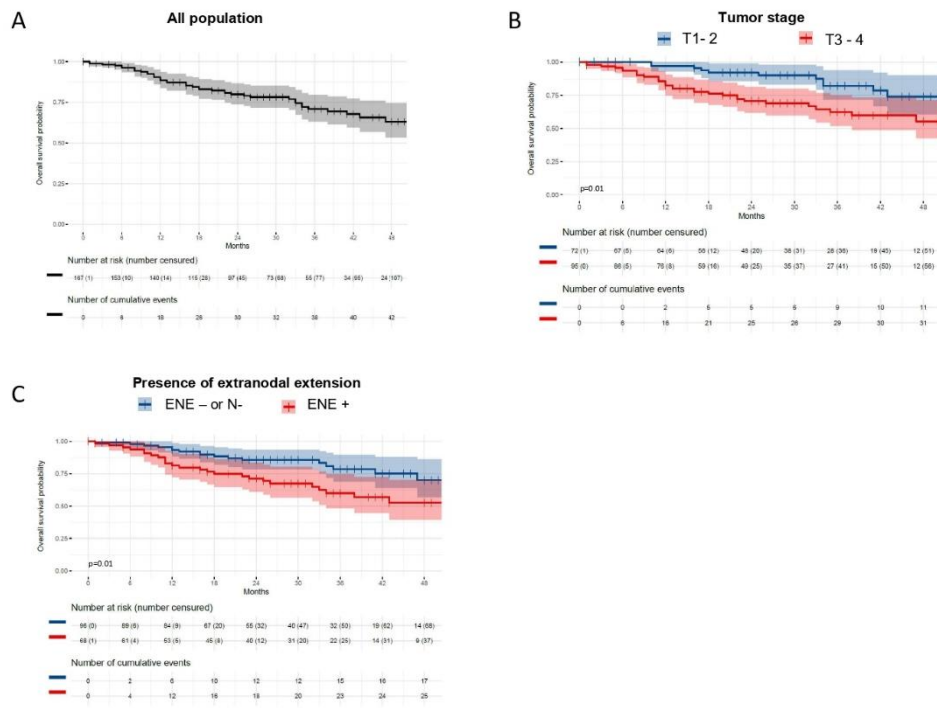 A
All population
Overall survival probability
1.00
0.75
0.50
0.25
0.00
0 6 12 18 24 30 36 42 48
Months
Number at risk (number censured)
167 (1) 153 (10) 140 (14) 115 (26) 97 (45) 73 (68) 55 (77) 34 (95) 24 (107)
Number of cumulative events
0 6 18 26 30 32 36 40 42
B
Tumor stage
T1- 2 T3 - 4
Overall survival probability
1.00
0.75
0.50
0.25
0.00
p=0.01
0 6 12 18 24 30 36 42 48
Months
Number at risk (number censured)
72 (1) 67 (5) 64 (6) 56 (12) 48 (20) 38 (31) 28 (36) 19 (45) 12 (51)
95 (0) 86 (5) 76 (8) 59 (16) 49 (25) 35 (37) 27 (41) 15 (50) 12 (56)
Number of cumulative events
0 0 2 5 5 6 9 10 11
0 6 16 21 25 26 29 30 31
C
Presence of extranodal extension
ENE – or N- ENE +
Overall survival probability
1.00
0.75
0.50
0.25
0.00
p=0.01
0 6 12 18 24 30 36 42 48
Months
Number at risk (number censured)
(0) 89 (6) 84 (9) 67 (20) 55 (32) 40 (47) 32 (50) 19 (62) 14 (68)
68 (1) 61 (4) 53 (5) 45 (8) 40 (12) 31 (20) 22 (25) 14 (31) 9 (37)
Number of cumulative events
0 2 6 10 12 12 15 16 17
0 4 12 16 20 23 24 25